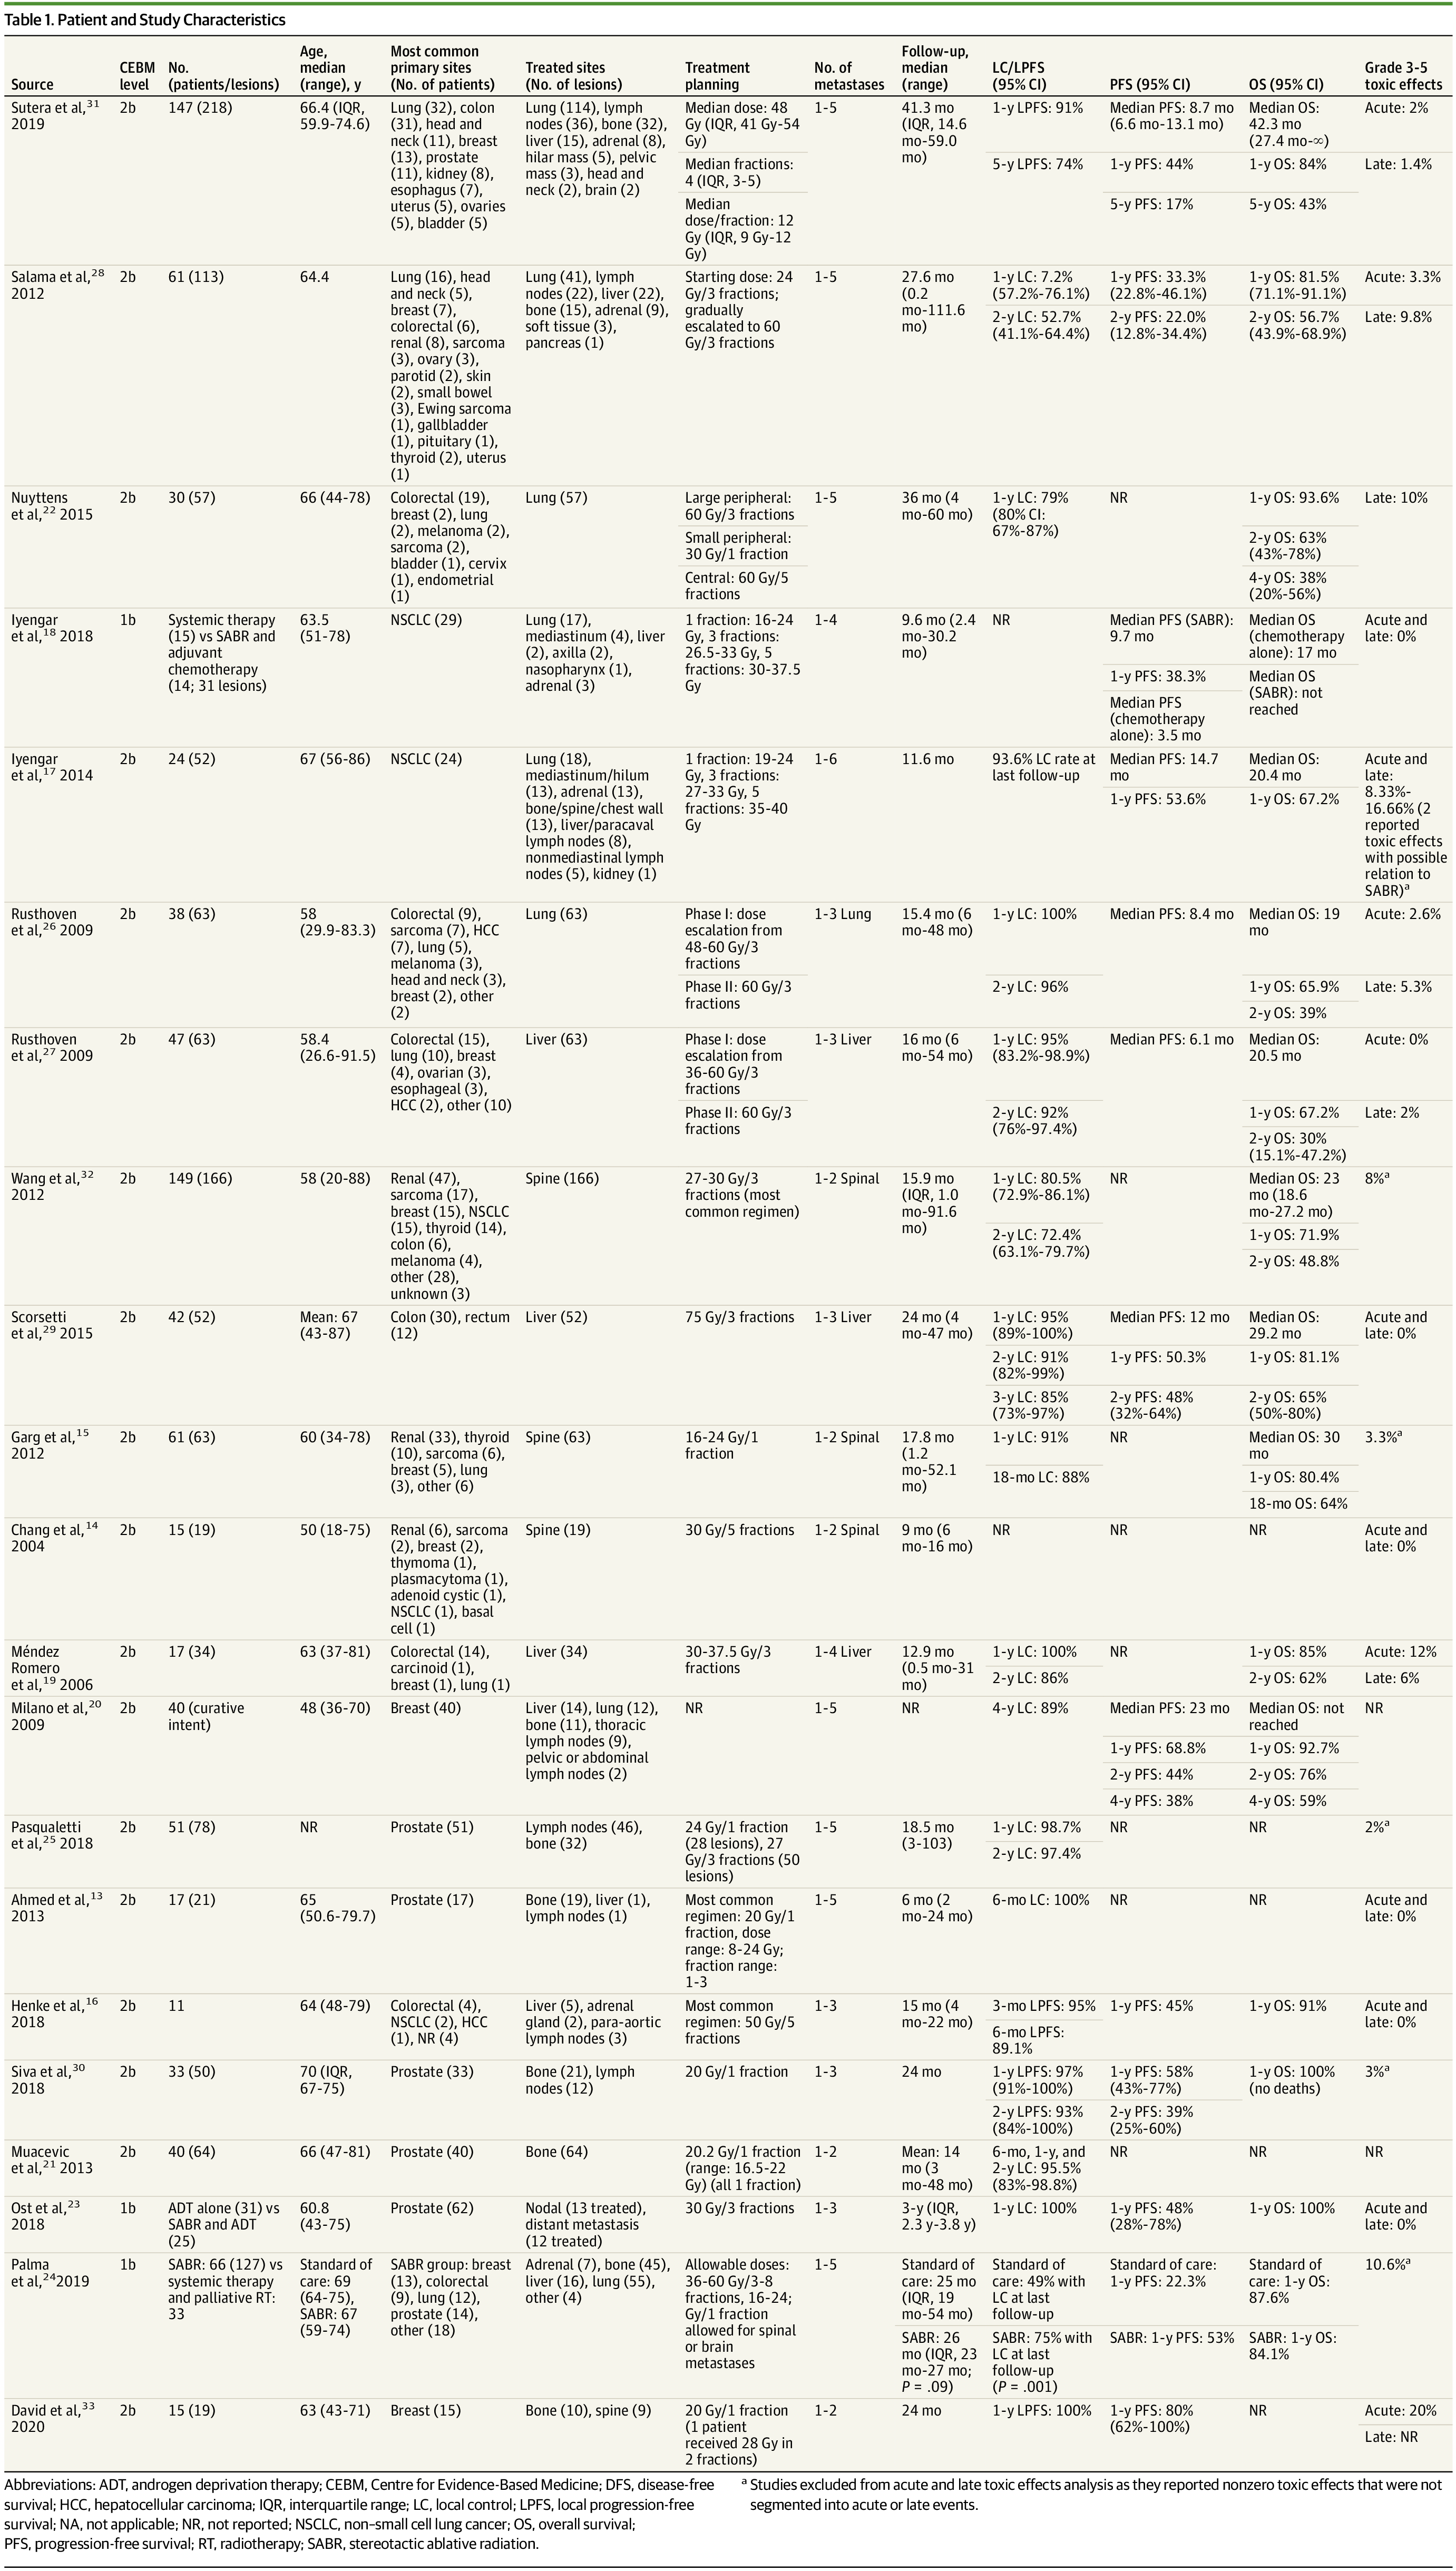 Table 1. Patient and Study Characteristics
Source
CEBM
level
No.
(patients/lesions)
Age,
median
(range), y
Most common
primary sites
(No. of patients)
Treated sites
(No. of lesions)
Treatment
planning
No. of
metastases
Follow-up,
median
(range)
LC/LPFS
(95% CI)
PFS (95% CI)
OS (95% CI)
Grade 3-5
toxic effects
Sutera et al,31
2019
2b
147 (218)
66.4 (IQR,
59.9-74.6)
Lung (32), colon
(31), head and
neck (11), breast
(13), prostate
(11), kidney (8),
esophagus (7),
uterus (5), ovaries
(5), bladder (5)
Lung (114), lymph
nodes (36), bone (32),
liver (15), adrenal (8),
hilar mass (5), pelvic
mass (3), head and
neck (2), brain (2)
Median dose: 48
Gy (IQR, 41 Gy-54
Gy)
Median fractions:
4 (IQR, 3-5)
Median
dose/fraction: 12
Gy (IQR, 9 Gy-12
Gy)
1-5
41.3 mo
(IQR, 14.6
mo-59.0
mo)
1-y LPFS: 91%
5-y LPFS: 74%
Median PFS: 8.7 mo
(6.6 mo-13.1 mo)
1-y PFS: 44%
5-y PFS: 17%
Median OS:
42.3 mo
(27.4 mo-∞)
1-y OS: 84%
5-y OS: 43%
Acute: 2%
Late: 1.4%
Salama et al,28
2012
2b
61 (113)
64.4
Lung (16), head
and neck (5),
breast (7),
colorectal (6),
renal (8), sarcoma
(3), ovary (3),
parotid (2), skin
(2), small bowel
(3), Ewing sarcoma
(1), gallbladder
(1), pituitary (1),
thyroid (2), uterus
(1)
Lung (41), lymph
nodes (22), liver (22),
bone (15), adrenal (9),
soft tissue (3),
pancreas (1)
Starting dose: 24
Gy/3 fractions;
gradually
escalated to 60
Gy/3 fractions
1-5
27.6 mo
(0.2
mo-111.6
mo)
1-y LC: 7.2%
(57.2%-76.1%)
2-y LC: 52.7%
(41.1%-64.4%)
1-y PFS: 33.3%
(22.8%-46.1%)
2-y PFS: 22.0%
(12.8%-34.4%)
1-y OS: 81.5%
(71.1%-91.1%)
2-y OS: 56.7%
(43.9%-68.9%)
Acute: 3.3%
Late: 9.8%
Nuyttens
et al,22 2015
2b
30 (57)
66 (44-78)
Colorectal (19),
breast (2), lung
(2), melanoma (2),
sarcoma (2),
bladder (1), cervix
(1), endometrial
(1)
Lung (57)
Large peripheral:
60 Gy/3 fractions
Small peripheral:
30 Gy/1 fraction
Central: 60 Gy/5
fractions
1-5
36 mo (4
mo-60 mo)
1-y LC: 79%
(80% CI:
67%-87%)
NR
1-y OS: 93.6%
2-y OS: 63%
(43%-78%)
4-y OS: 38%
(20%-56%)
Late: 10%
Iyengar
et al,18 2018
1b
Systemic therapy
(15) vs SABR and
adjuvant
chemotherapy
(14; 31 lesions)
63.5
(51-78)
NSCLC (29)
Lung (17),
mediastinum (4), liver
(2), axilla (2),
nasopharynx (1),
adrenal (3)
1 fraction: 16-24
Gy, 3 fractions:
26.5-33 Gy, 5
fractions: 30-37.5
Gy
1-4
9.6 mo (2.4
mo-30.2
mo)
NR
Median PFS (SABR):
9.7 mo
1-y PFS: 38.3%
Median PFS
(chemotherapy
alone): 3.5 mo
Median OS
(chemotherapy
alone): 17 mo
Median OS
(SABR): not
reached
Acute and
late: 0%
Iyengar
et al,17 2014
2b
24 (52)
67 (56-86)
NSCLC (24)
Lung (18),
mediastinum/hilum
(13), adrenal (13),
bone/spine/chest wall
(13), liver/paracaval
lymph nodes (8),
nonmediastinal lymph
nodes (5), kidney (1)
1 fraction: 19-24
Gy, 3 fractions:
27-33 Gy, 5
fractions: 35-40
Gy
1-6
11.6 mo
93.6% LC rate at
last follow-up
Median PFS: 14.7
mo
1-y PFS: 53.6%
Median OS:
20.4 mo
1-y OS: 67.2%
Acute and
late:
8.33%-
16.66% (2
reported
toxic effects
with possible
relation to
SABR)a
Rusthoven
et al,26 2009
2b
38 (63)
58
(29.9-83.3)
Colorectal (9),
sarcoma (7), HCC
(7), lung (5),
melanoma (3),
head and neck (3),
breast (2), other
(2)
Lung (63)
Phase I: dose
escalation from
48-60 Gy/3
fractions
Phase II: 60 Gy/3
fractions
1-3 Lung
15.4 mo (6
mo-48 mo)
1-y LC: 100%
2-y LC: 96%
Median PFS: 8.4 mo
Median OS: 19
mo
1-y OS: 65.9%
2-y OS: 39%
Acute: 2.6%
Late: 5.3%
Rusthoven
et al,27 2009
2b
47 (63)
58.4
(26.6-91.5)
Colorectal (15),
lung (10), breast
(4), ovarian (3),
esophageal (3),
HCC (2), other (10)
Liver (63)
Phase I: dose
escalation from
36-60 Gy/3
fractions
Phase II: 60 Gy/3
fractions
1-3 Liver
16 mo (6
mo-54 mo)
1-y LC: 95%
(83.2%-98.9%)
2-y LC: 92%
(76%-97.4%)
Median PFS: 6.1 mo
Median OS:
20.5 mo
1-y OS: 67.2%
2-y OS: 30%
(15.1%-47.2%)
Acute: 0%
Late: 2%
Wang et al,32
2012
2b
149 (166)
58 (20-88)
Renal (47),
sarcoma (17),
breast (15), NSCLC
(15), thyroid (14),
colon (6),
melanoma (4),
other (28),
unknown (3)
Spine (166)
27-30 Gy/3
fractions (most
common regimen)
1-2 Spinal
15.9 mo
(IQR, 1.0
mo-91.6
mo)
1-y LC: 80.5%
(72.9%-86.1%)
2-y LC: 72.4%
(63.1%-79.7%)
NR
Median OS: 23
mo (18.6
mo-27.2 mo)
1-y OS: 71.9%
2-y OS: 48.8%
8%a
Scorsetti
et al,29 2015
2b
42 (52)
Mean: 67
(43-87)
Colon (30), rectum
(12)
Liver (52)
75 Gy/3 fractions
1-3 Liver
24 mo (4
mo-47 mo)
1-y LC: 95%
(89%-100%)
2-y LC: 91%
(82%-99%)
3-y LC: 85%
(73%-97%)
Median PFS: 12 mo
1-y PFS: 50.3%
2-y PFS: 48%
(32%-64%)
Median OS:
29.2 mo
1-y OS: 81.1%
2-y OS: 65%
(50%-80%)
Acute and
late: 0%
Garg et al,15
2012
2b
61 (63)
60 (34-78)
Renal (33), thyroid
(10), sarcoma (6),
breast (5), lung
(3), other (6)
Spine (63)
16-24 Gy/1
fraction
1-2 Spinal
17.8 mo
(1.2
mo-52.1
mo)
1-y LC: 91%
18-mo LC: 88%
NR
Median OS: 30
mo
1-y OS: 80.4%
18-mo OS: 64%
3.3%a
Chang et al,14
2004
2b
15 (19)
50 (18-75)
Renal (6), sarcoma
(2), breast (2),
thymoma (1),
plasmacytoma (1),
adenoid cystic (1),
NSCLC (1), basal
cell (1)
Spine (19)
30 Gy/5 fractions
1-2 Spinal
9 mo (6
mo-16 mo)
NR
NR
NR
Acute and
late: 0%
Méndez
Romero
et al,19 2006
2b
17 (34)
63 (37-81)
Colorectal (14),
carcinoid (1),
breast (1), lung (1)
Liver (34)
30-37.5 Gy/3
fractions
1-4 Liver
12.9 mo
(0.5 mo-31
mo)
1-y LC: 100%
2-y LC: 86%
NR
1-y OS: 85%
2-y OS: 62%
Acute: 12%
Late: 6%
Milano et al,20
2009
2b
40 (curative
intent)
48 (36-70)
Breast (40)
Liver (14), lung (12),
bone (11), thoracic
lymph nodes (9),
pelvic or abdominal
lymph nodes (2)
NR
1-5
NR
4-y LC: 89%
Median PFS: 23 mo
1-y PFS: 68.8%
2-y PFS: 44%
4-y PFS: 38%
Median OS: not
reached
1-y OS: 92.7%
2-y OS: 76%
4-y OS: 59%
NR
Pasqualetti
et al,25 2018
2b
51 (78)
NR
Prostate (51)
Lymph nodes (46),
bone (32)
24 Gy/1 fraction
(28 lesions), 27
Gy/3 fractions (50
lesions)
1-5
18.5 mo
(3-103)
1-y LC: 98.7%
2-y LC: 97.4%
NR
NR
2%a
Ahmed et al,13
2013
2b
17 (21)
65
(50.6-79.7)
Prostate (17)
Bone (19), liver (1),
lymph nodes (1)
Most common
regimen: 20 Gy/1
fraction, dose
range: 8-24 Gy;
fraction range:
1-3
1-5
6 mo (2
mo-24 mo)
6-mo LC: 100%
NR
NR
Acute and
late: 0%
Henke et al,16
2018
2b
11
64 (48-79)
Colorectal (4),
NSCLC (2), HCC
(1), NR (4)
Liver (5), adrenal
gland (2), para-aortic
lymph nodes (3)
Most common
regimen: 50 Gy/5
fractions
1-3
15 mo (4
mo-22 mo)
3-mo LPFS: 95%
6-mo LPFS:
89.1%
1-y PFS: 45%
1-y OS: 91%
Acute and
late: 0%
Siva et al,30
2018
2b
33 (50)
70 (IQR,
67-75)
Prostate (33)
Bone (21), lymph
nodes (12)
20 Gy/1 fraction
1-3
24 mo
1-y LPFS: 97%
(91%-100%)
2-y LPFS: 93%
(84%-100%)
1-y PFS: 58%
(43%-77%)
2-y PFS: 39%
(25%-60%)
1-y OS: 100%
(no deaths)
3%a
Muacevic
et al,21 2013
2b
40 (64)
66 (47-81)
Prostate (40)
Bone (64)
20.2 Gy/1 fraction
(range: 16.5-22
Gy) (all 1 fraction)
1-2
Mean: 14
mo (3
mo-48 mo)
6-mo, 1-y, and
2-y LC: 95.5%
(83%-98.8%)
NR
NR
NR
Ost et al,23
2018
1b
ADT alone (31) vs
SABR and ADT
(25)
60.8
(43-75)
Prostate (62)
Nodal (13 treated),
distant metastasis
(12 treated)
30 Gy/3 fractions
1-3
3-y (IQR,
2.3 y-3.8 y)
1-y LC: 100%
1-y PFS: 48%
(28%-78%)
1-y OS: 100%
Acute and
late: 0%
Palma
et al,242019
1b
SABR: 66 (127) vs
systemic therapy
and palliative RT:
33
Standard of
care: 69
(64-75),
SABR: 67
(59-74)
SABR group: breast
(13), colorectal
(9), lung (12),
prostate (14),
other (18)
Adrenal (7), bone (45),
liver (16), lung (55),
other (4)
Allowable doses:
36-60 Gy/3-8
fractions, 16-24;
Gy/1 fraction
allowed for spinal
or brain
metastases
1-5
Standard of
care: 25 mo
(IQR, 19
mo-54 mo)
SABR: 26
mo (IQR, 23
mo-27 mo;
P = .09)
Standard of
care: 49% with
LC at last
follow-up
SABR: 75% with
LC at last
follow-up
(P = .001)
Standard of care:
1-y PFS: 22.3%
SABR: 1-y PFS: 53%
Standard of
care: 1-y OS:
87.6%
SABR: 1-y OS:
84.1%
10.6%a
David et al,33
2020
2b
15 (19)
63 (43-71)
Breast (15)
Bone (10), spine (9)
20 Gy/1 fraction
(1 patient
received 28 Gy in
2 fractions)
1-2
24 mo
1-y LPFS: 100%
1-y PFS: 80%
(62%-100%)
NR
Acute: 20%
Late: NR
Abbreviations: ADT, androgen deprivation therapy; CEBM, Centre for Evidence-Based Medicine; DFS, disease-free
survival; HCC, hepatocellular carcinoma; IQR, interquartile range; LC, local control; LPFS, local progression-free
survival; NA, not applicable; NR, not reported; NSCLC, non–small cell lung cancer; OS, overall survival;
PFS, progression-free survival; RT, radiotherapy; SABR, stereotactic ablative radiation.
a Studies excluded from acute and late toxic effects analysis as they reported nonzero toxic effects that were not
segmented into acute or late events.